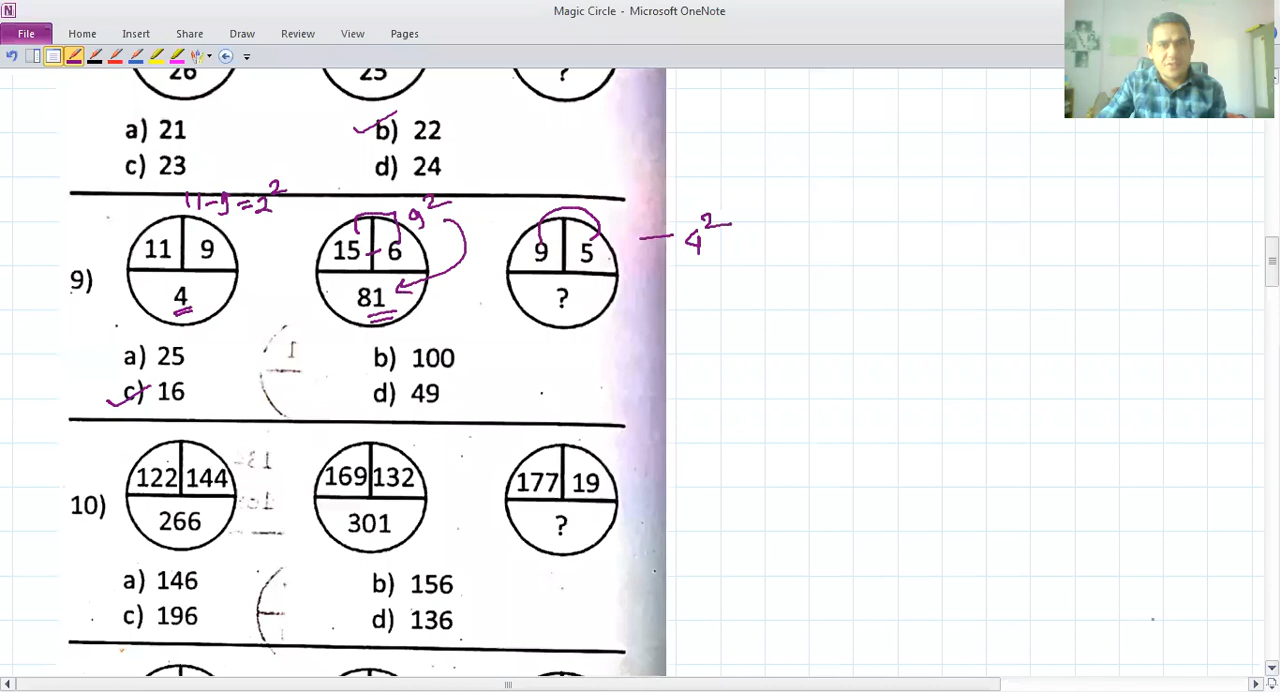 Magic Circle - Microsoft OneNote
File Home Insert Share Draw Review View Pages
26 25 ?
a) 21 b) 22
c) 23 d) 24
11-9=2²
9²
11 9 15 - 6 9 5
- 4²
9) 4 81 ?
a) 25 b) 100
c) 16 d) 49
122 144 169 132 177 19
10) 266 301 ?
a) 146 b) 156
c) 196 d) 136